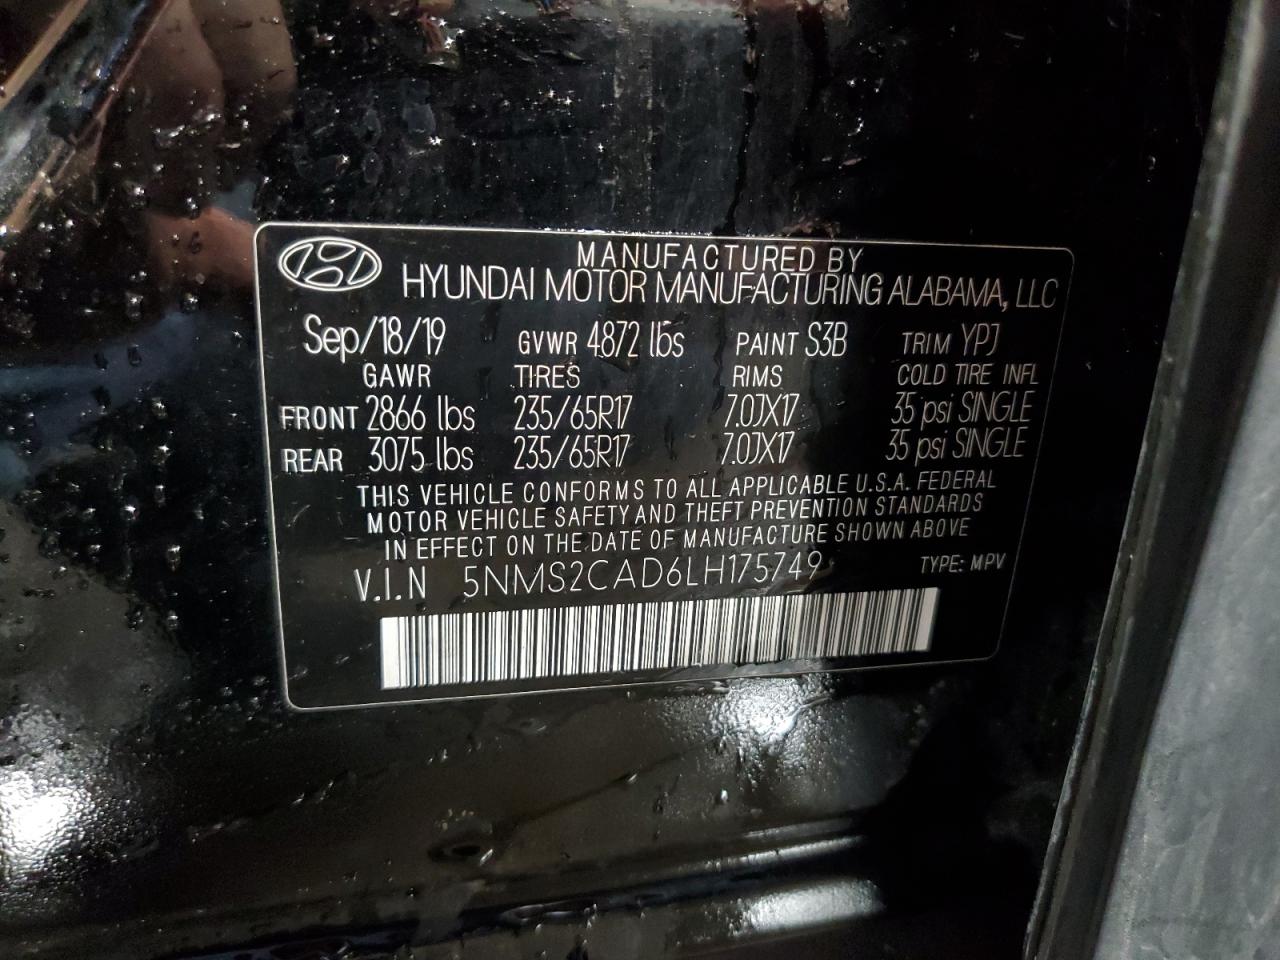 MANUFACTURED BY
HYUNDAI MOTOR MANUFACTURING ALABAMA, LLC
Sep/18/19 GVWR 4872 lbs PAINT S3B TRIM YPJ
GAWR TIRES RIMS COLD TIRE INFL
FRONT 2866 lbs 235/65R17 7.0JX17 35 psi SINGLE
REAR 3075 lbs 235/65R17 7.0JX17 35 psi SINGLE
THIS VEHICLE CONFORMS TO ALL APPLICABLE U.S.A. FEDERAL
MOTOR VEHICLE SAFETY AND THEFT PREVENTION STANDARDS
IN EFFECT ON THE DATE OF MANUFACTURE SHOWN ABOVE
V.I.N 5NMS2CAD6LH175749 TYPE: MPV